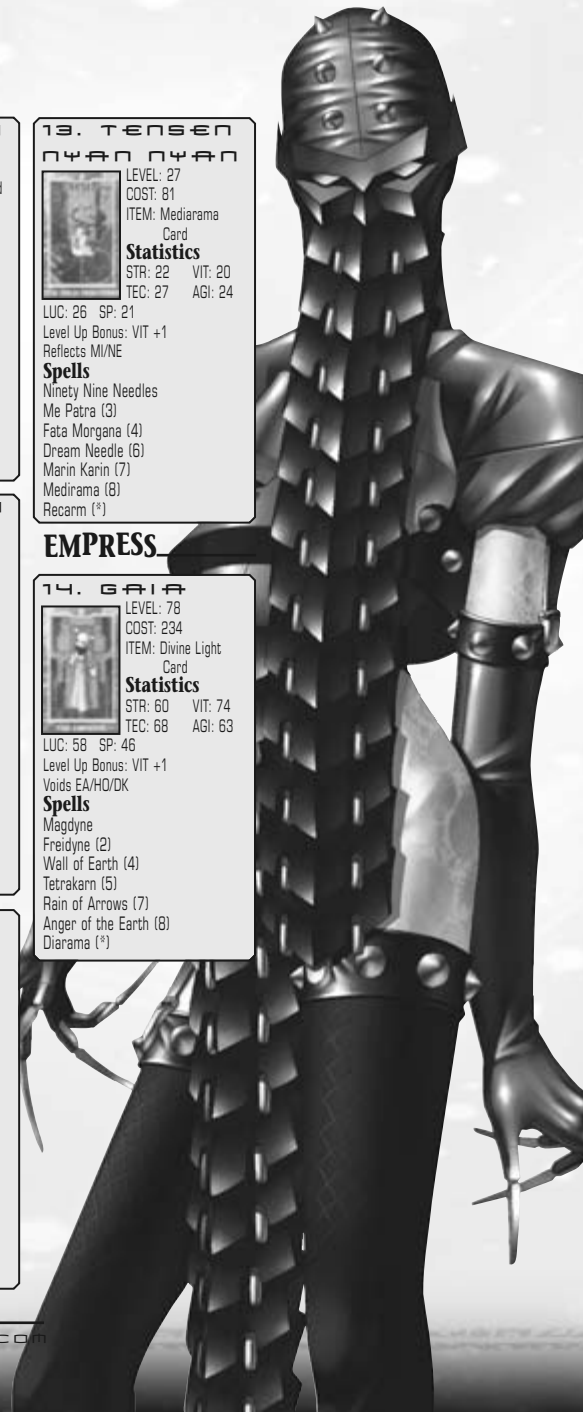 13. TENSEN
NYAN NYAN
LEVEL: 27
COST: 81
ITEM: Mediarama
Card
Statistics
STR: 22 VIT: 20
TEC: 27 AGI: 24
LUC: 26 SP: 21
Level Up Bonus: VIT +1
Reflects MI/NE
Spells
Ninety Nine Needles
Me Patra (3)
Fata Morgana (4)
Dream Needle (6)
Marin Karin (7)
Medirama (8)
Recarm (*)
EMPRESS
14. GAIA
LEVEL: 78
COST: 234
ITEM: Divine Light
Card
Statistics
STR: 60 VIT: 74
TEC: 68 AGI: 63
LUC: 58 SP: 46
Level Up Bonus: VIT +1
Voids EA/HO/DK
Spells
Magdyne
Freidyne (2)
Wall of Earth (4)
Tetrakarn (5)
Rain of Arrows (7)
Anger of the Earth (8)
Diarama (*)
com